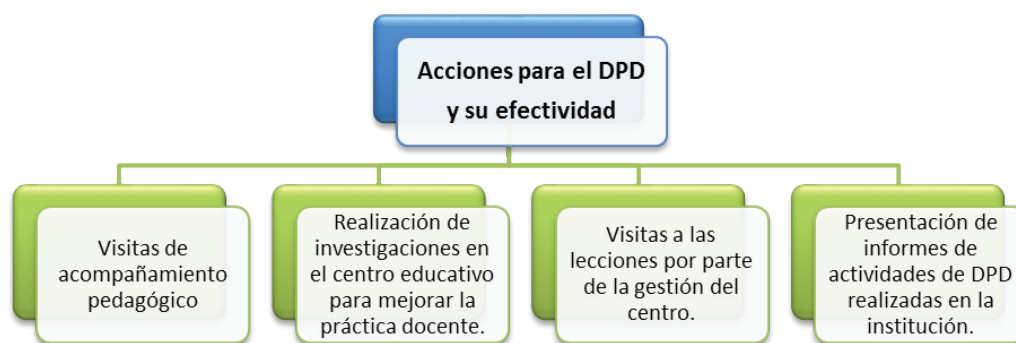 Acciones para el DPD
y su efectividad
Visitas de
acompañamiento
pedagógico
Realización de
investigaciones en
el centro educativo
para mejorar la
práctica docente.
Visitas a las
lecciones por parte
de la gestión del
centro.
Presentación de
informes de
actividades de DPD
realizadas en la
institución.